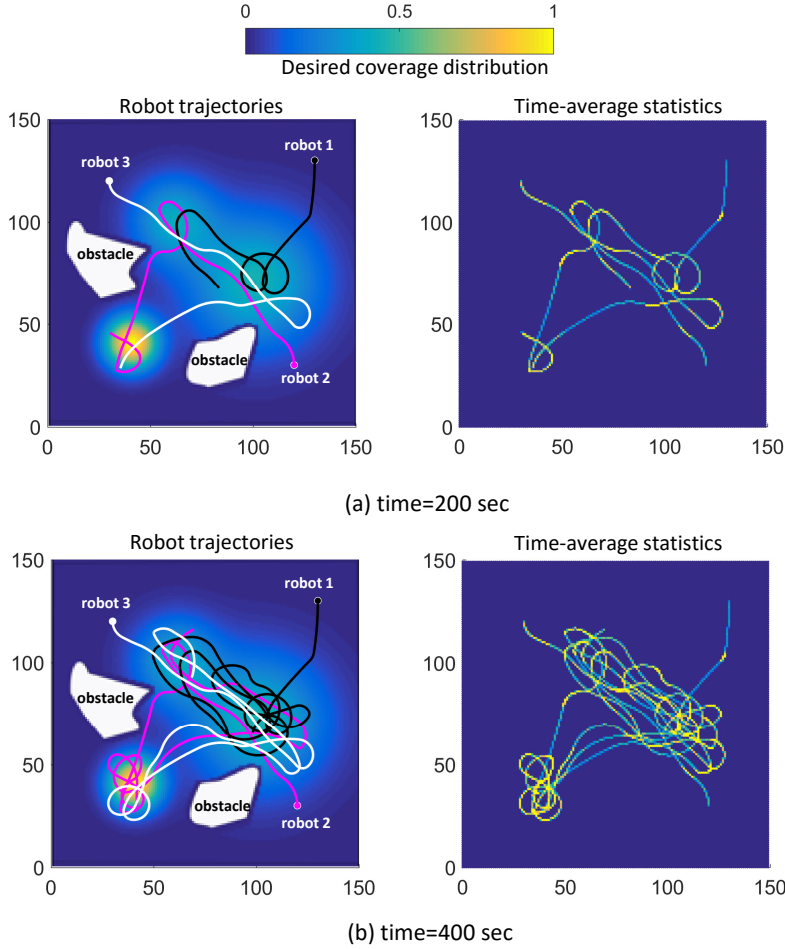 0 0.5 1
Desired coverage distribution
Robot trajectories
Time-average statistics
150
100
50
0
50 100 150
robot 3
robot 1
obstacle
obstacle
robot 2
150
100
50
0
0 50 100 150
(a) time=200 sec
Robot trajectories
Time-average statistics
150
100
50
0
50 100 150
robot 3
robot 1
obstacle
obstacle
robot 2
150
100
50
0
0 50 100 150
(b) time=400 sec